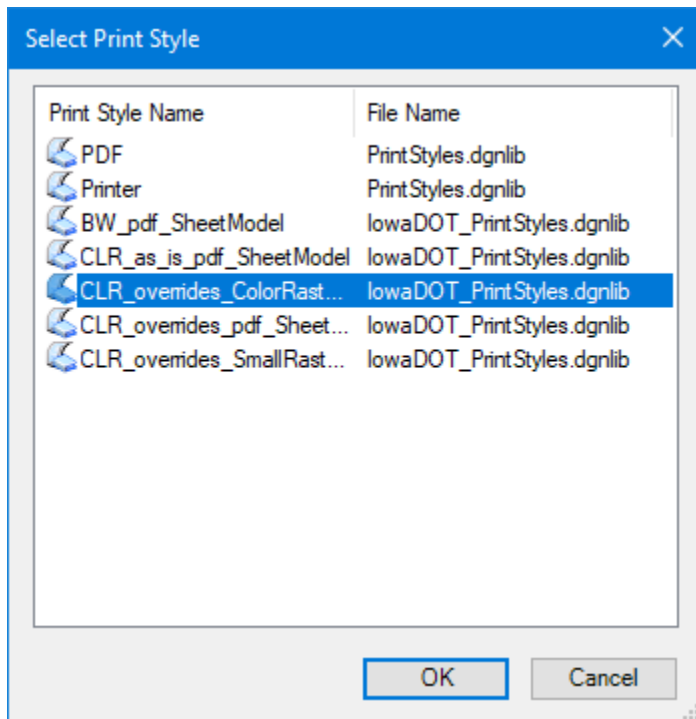 Select Print Style
Print Style Name File Name
PDF PrintStyles.dgnlib
Printer PrintStyles.dgnlib
BW_pdf_SheetModel IowaDOT_PrintStyles.dgnlib
CLR_as_is_pdf_SheetModel IowaDOT_PrintStyles.dgnlib
CLR_overrides_ColorRast... IowaDOT_PrintStyles.dgnlib
CLR_overrides_pdf_Sheet... IowaDOT_PrintStyles.dgnlib
CLR_overrides_SmallRast... IowaDOT_PrintStyles.dgnlib
OK Cancel